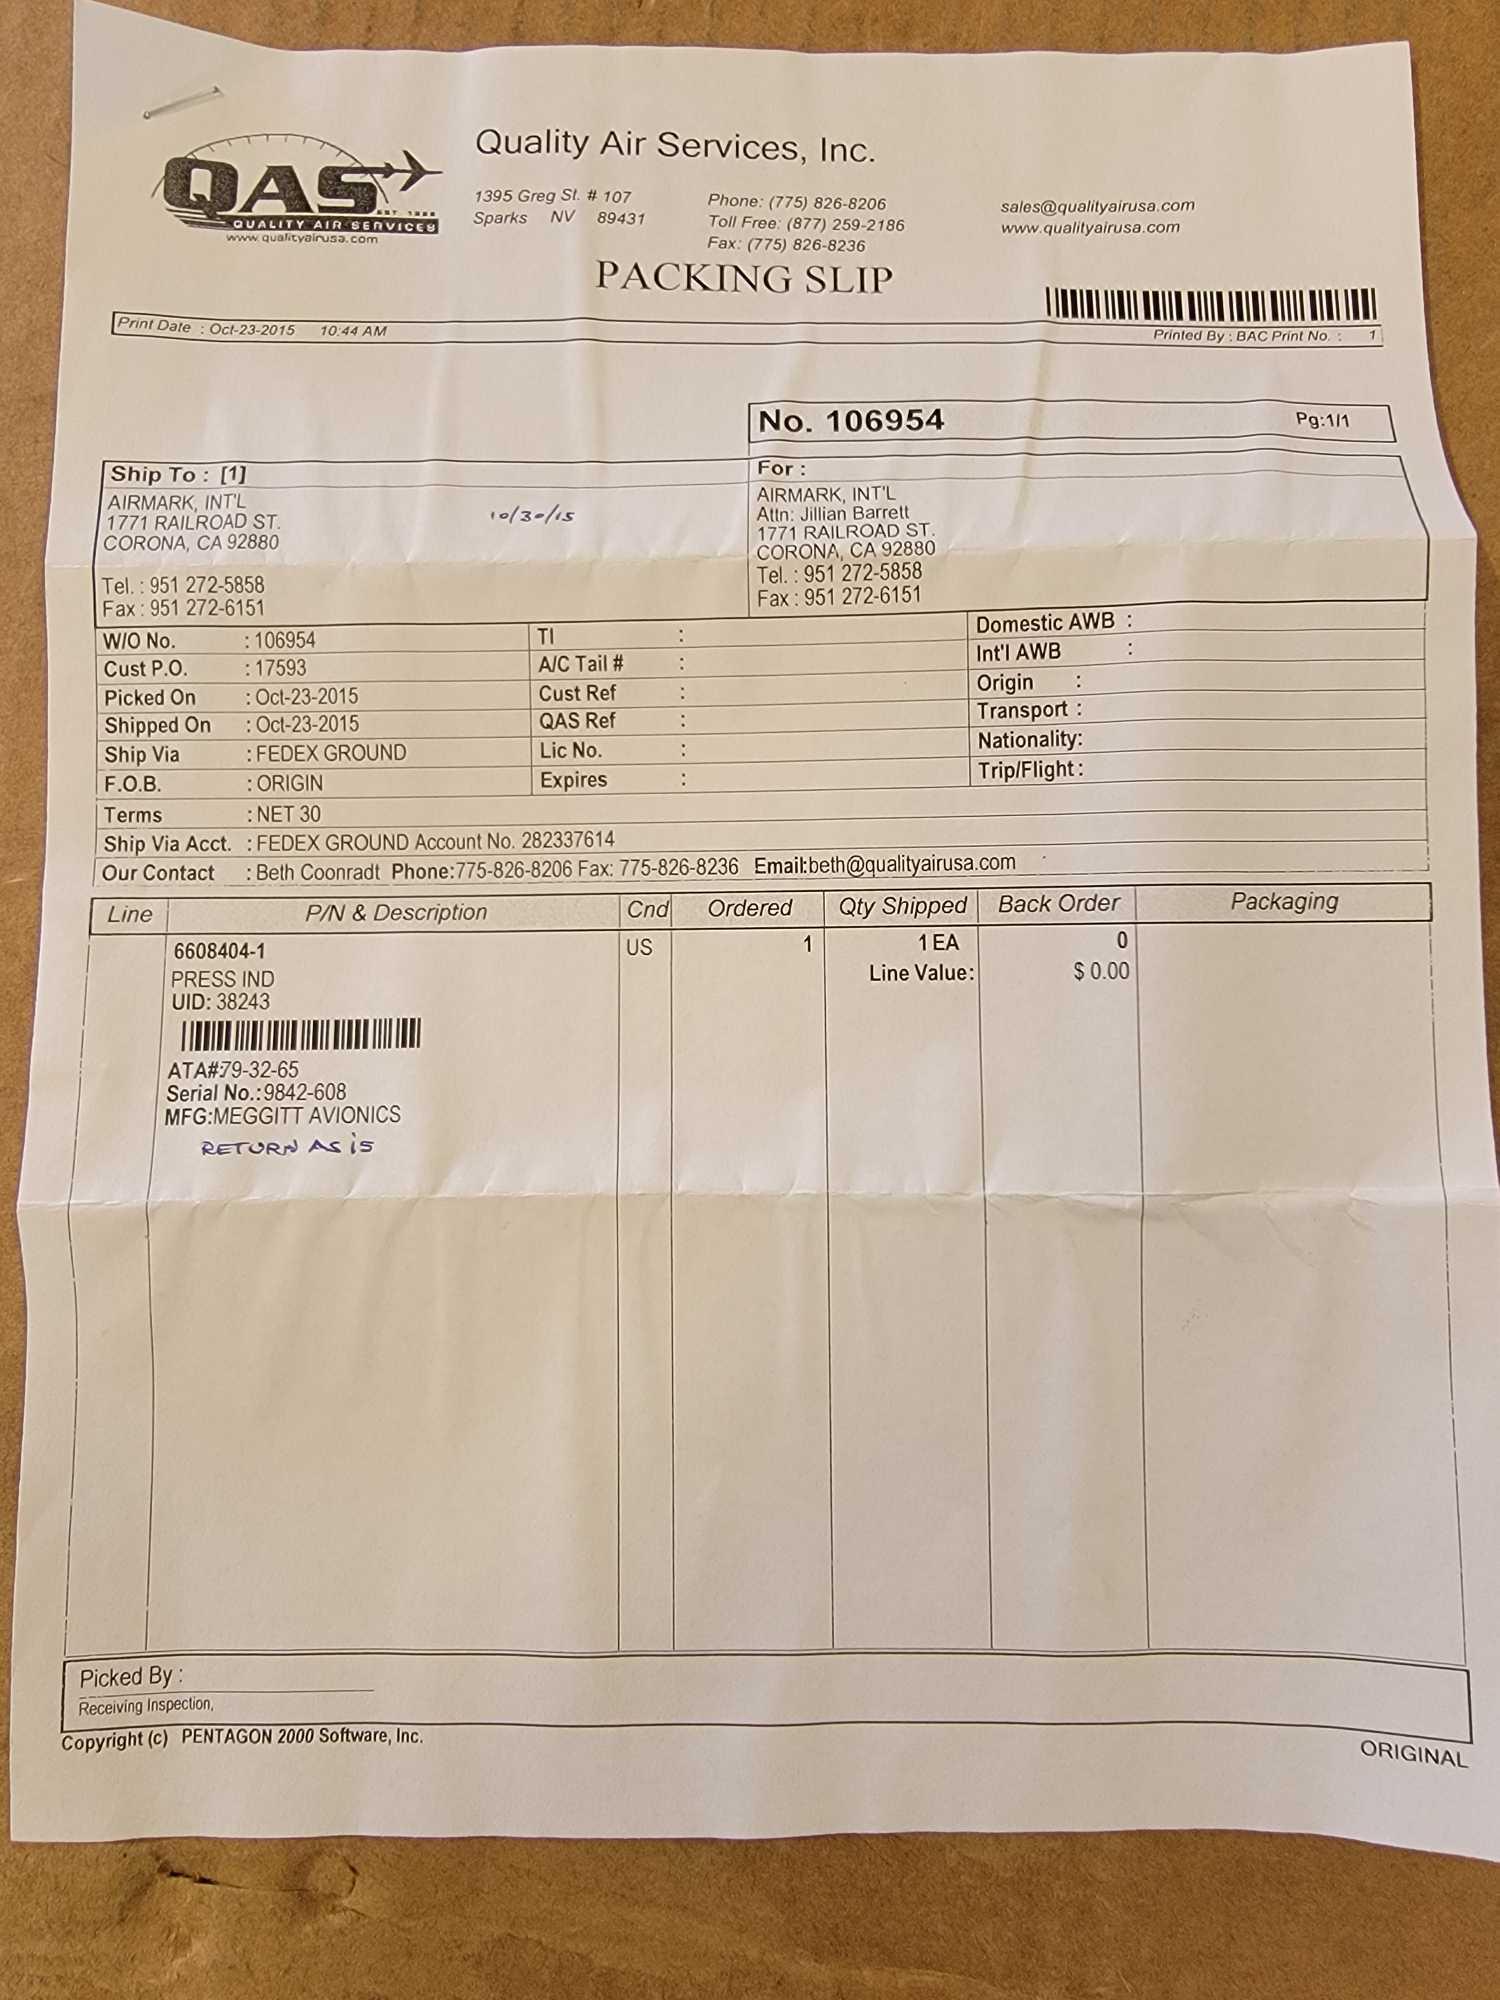 QAS
EST. 1988
QUALITY AIR SERVICES
www.qualityairusa.com
Quality Air Services, Inc.
1395 Greg St. # 107
Sparks NV 89431
Phone: (775) 826-8206
Toll Free: (877) 259-2186
Fax: (775) 826-8236
sales@qualityairusa.com
www.qualityairusa.com
PACKING SLIP
Print Date : Oct-23-2015 10:44 AM
Printed By : BAC Print No. : 1
No. 106954 Pg:1/1
Ship To : [1]
AIRMARK, INT'L
1771 RAILROAD ST.
CORONA, CA 92880
Tel. : 951 272-5858
Fax : 951 272-6151
10/30/15
For :
AIRMARK, INT'L
Attn: Jillian Barrett
1771 RAILROAD ST.
CORONA, CA 92880
Tel. : 951 272-5858
Fax : 951 272-6151
W/O No. : 106954 TI : Domestic AWB :
Cust P.O. : 17593 A/C Tail # : Int'l AWB :
Picked On : Oct-23-2015 Cust Ref : Origin :
Shipped On : Oct-23-2015 QAS Ref : Transport :
Ship Via : FEDEX GROUND Lic No. : Nationality:
F.O.B. : ORIGIN Expires : Trip/Flight :
Terms : NET 30
Ship Via Acct. : FEDEX GROUND Account No. 282337614
Our Contact : Beth Coonradt Phone:775-826-8206 Fax: 775-826-8236 Email:beth@qualityairusa.com
Line P/N & Description Cnd Ordered Qty Shipped Back Order Packaging
6608404-1 US 1 1 EA 0
PRESS IND Line Value: $ 0.00
UID: 38243
ATA#:79-32-65
Serial No.:9842-608
MFG:MEGGITT AVIONICS
RETURN AS IS
Picked By :
Receiving Inspection,
Copyright (c) PENTAGON 2000 Software, Inc.
ORIGINAL